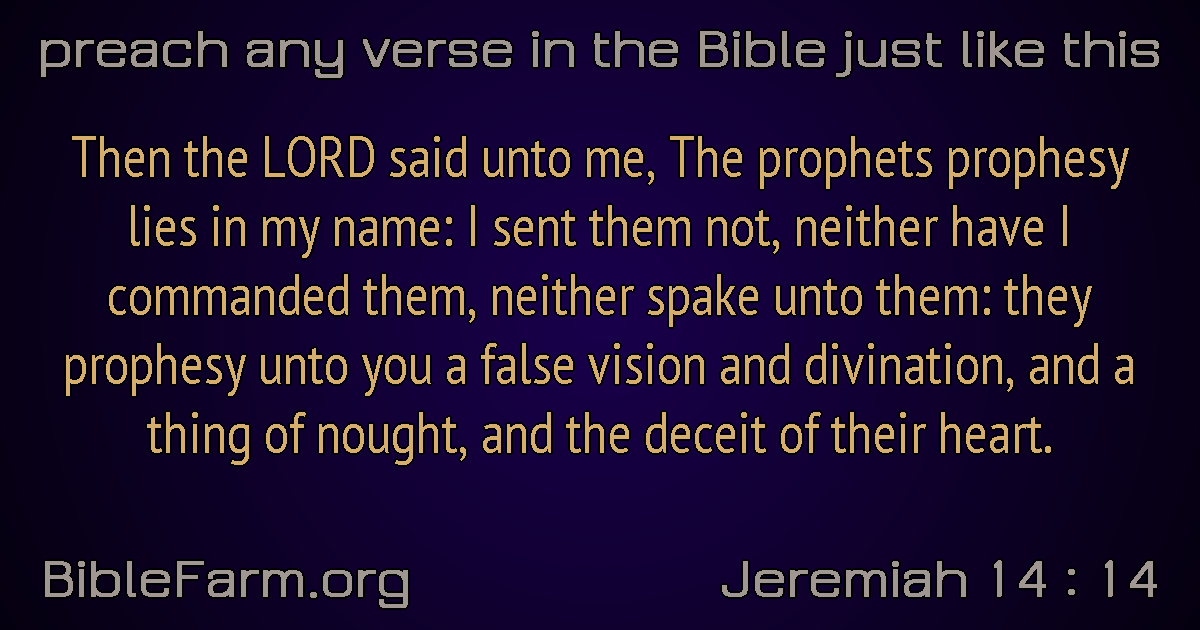 preach any verse in the Bible just like this
Then the LORD said unto me, The prophets prophesy
lies in my name: I sent them not, neither have I
commanded them, neither spake unto them: they
prophesy unto you a false vision and divination, and a
thing of nought, and the deceit of their heart.
BibleFarm.org
Jeremiah 14 : 14